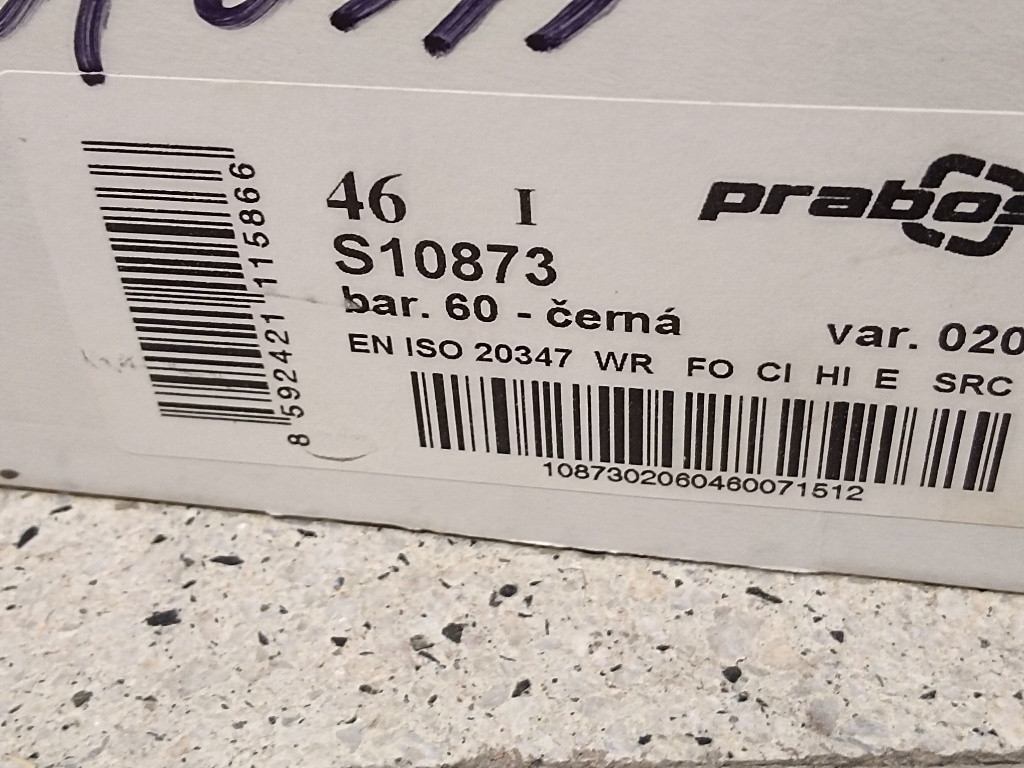 46 I
prabos
S10873
bar. 60 - černá
var. 020
EN ISO 20347 WR FO CI HI E SRC
1087302060460071512
8 592421 115866